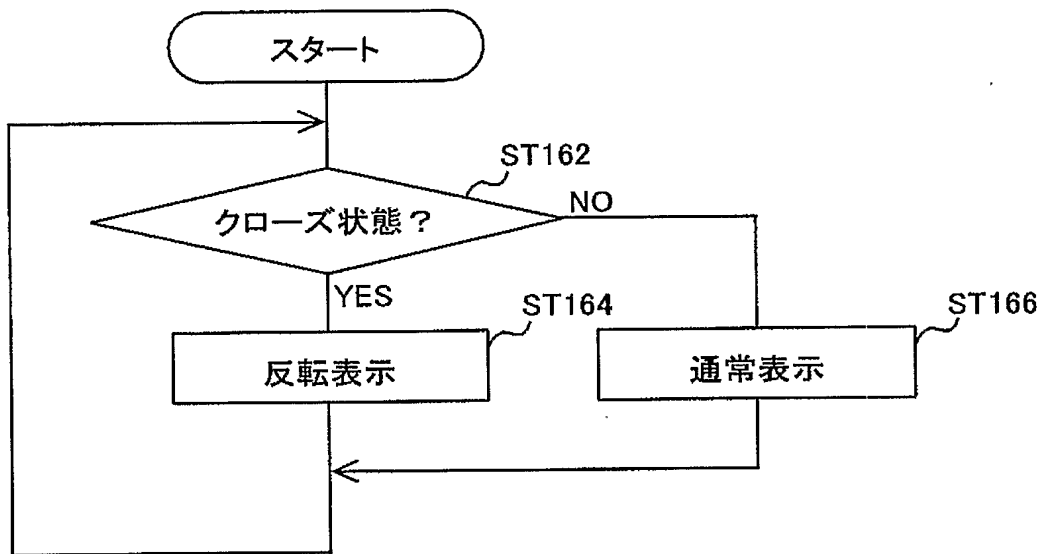 スタート
ST162
クローズ状態？
NO
YES
ST164
反転表示
ST166
通常表示